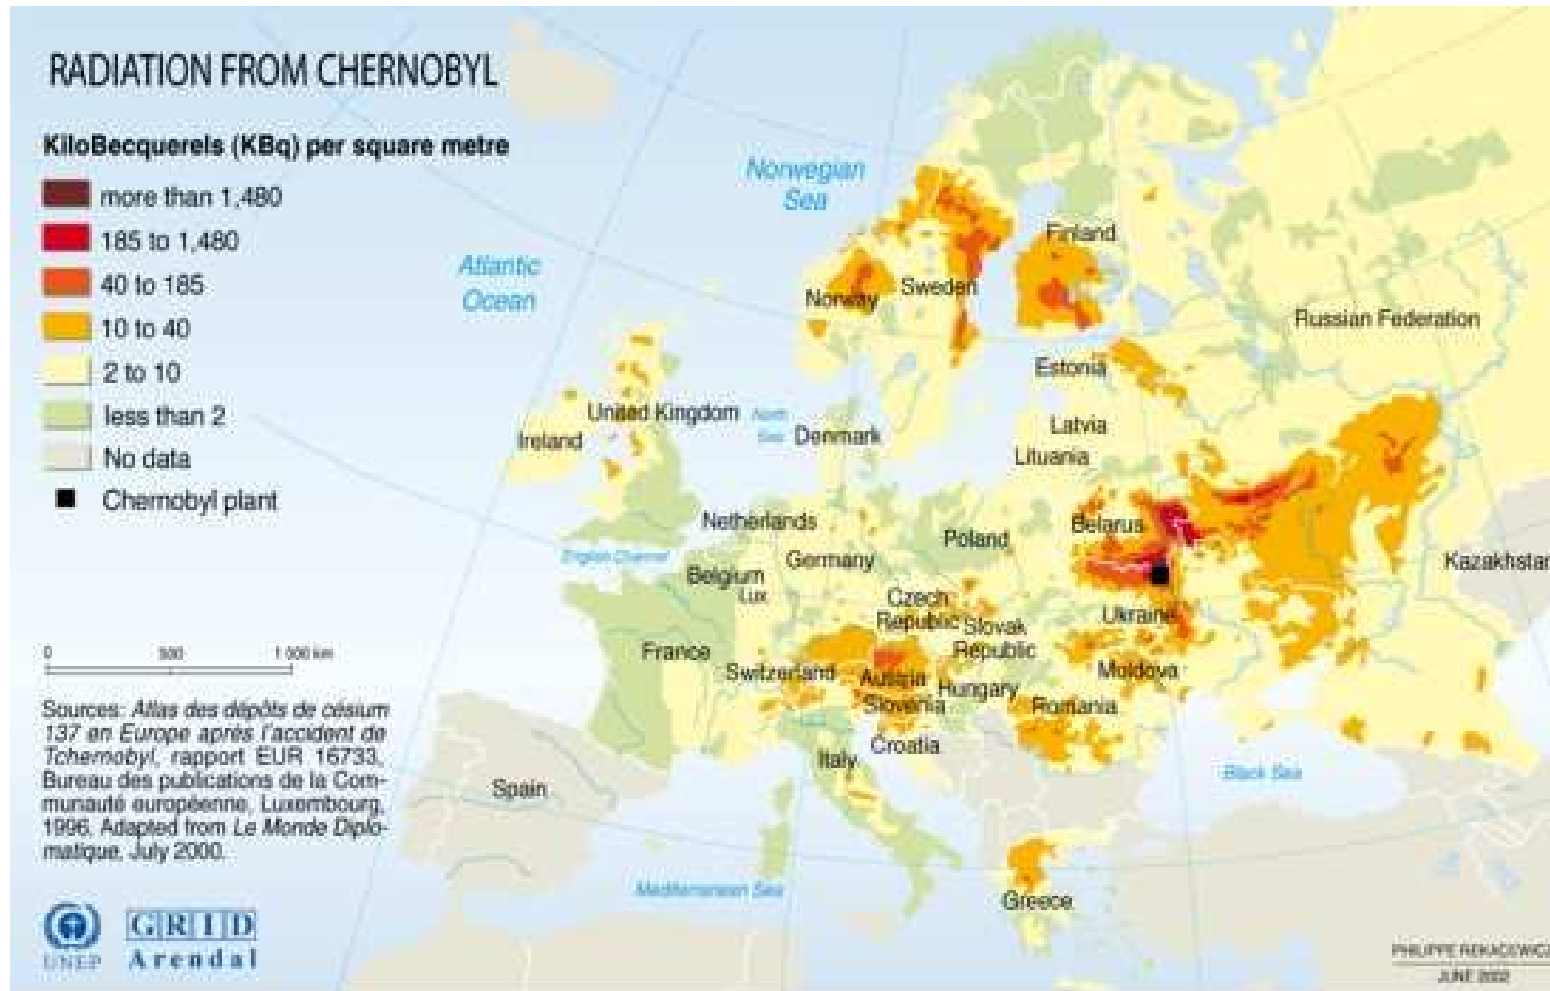 RADIATION FROM CHERNOBYL
KiloBecquerels (KBq) per square metre
more than 1,480
185 to 1,480
40 to 185
10 to 40
2 to 10
less than 2
No data
Chernobyl plant
Norwegian
Sea
Atlantic
Ocean
Finland
Norway
Sweden
Russian Federation
Estonia
United Kingdom
North
Sea
Denmark
Latvia
Ireland
Lituania
Netherlands
Belarus
Poland
English Channel
Germany
Kazakhstan
Belgium
Lux
Czech
Republic
Slovak
Republic
Ukraine
France
Switzerland
Austria
Moldova
Hungary
Slovenia
Romania
Croatia
Italy
Black Sea
Spain
Mediterranean Sea
Greece
0 500 1 000 km
Sources: Atlas des dépôts de césium
137 en Europe après l'accident de
Tchernobyl, rapport EUR 16733,
Bureau des publications de la Com-
munauté européenne, Luxembourg,
1996. Adapted from Le Monde Diplo-
matique, July 2000.
UNEP
GRID
Arendal
PHILIPPE REKACEWICZ
JUNE 2002